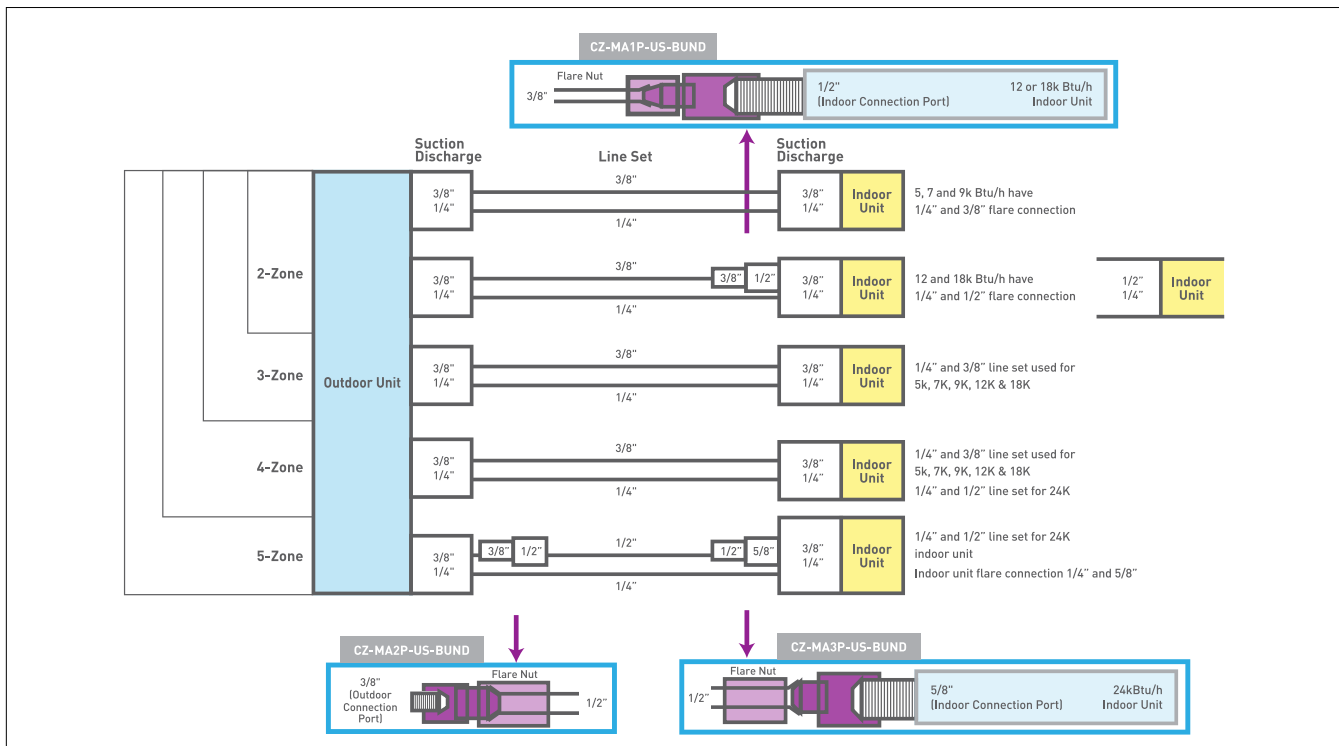 CZ-MA1P-US-BUND
Flare Nut
3/8"
1/2"
(Indoor Connection Port)
12 or 18k Btu/h
Indoor Unit
Suction
Discharge
Line Set
Suction
Discharge
3/8"
1/4"
3/8"
1/4"
3/8"
1/4"
Indoor
Unit
5, 7 and 9k Btu/h have
1/4" and 3/8" flare connection
2-Zone
3/8"
1/4"
3/8"
1/4"
3/8"
1/2"
3/8"
1/4"
Indoor
Unit
12 and 18k Btu/h have
1/4" and 1/2" flare connection
1/2"
1/4"
Indoor
Unit
3-Zone
Outdoor Unit
3/8"
1/4"
3/8"
1/4"
3/8"
1/4"
Indoor
Unit
1/4" and 3/8" line set used for
5k, 7K, 9K, 12K & 18K
4-Zone
3/8"
1/4"
3/8"
1/4"
3/8"
1/4"
Indoor
Unit
1/4" and 3/8" line set used for
5k, 7K, 9K, 12K & 18K
1/4" and 1/2" line set for 24K
5-Zone
3/8"
1/4"
3/8"
1/2"
1/2"
1/4"
1/2"
5/8"
3/8"
1/4"
Indoor
Unit
1/4" and 1/2" line set for 24K
indoor unit
Indoor unit flare connection 1/4" and 5/8"
CZ-MA2P-US-BUND
3/8"
(Outdoor
Connection
Port)
Flare Nut
1/2"
CZ-MA3P-US-BUND
Flare Nut
1/2"
5/8"
(Indoor Connection Port)
24kBtu/h
Indoor Unit